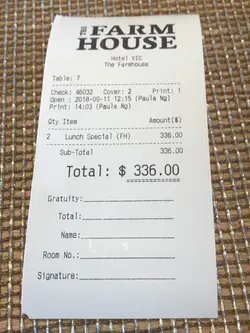 THE FARM
HOUSE
Hotel VIC
The Farmhouse
Table: 7
Check: 46032 Cover: 2 Print: 1
Open : 2018-09-11 12:15 (Paula Ng)
Print: 14:03 (Paula Ng)
Qty Item Amount($)
2 Lunch Special (FH) 336.00
Sub-Total 336.00
Total: $ 336.00
Gratuity:
Total:
Name:
Room No.:
Signature: